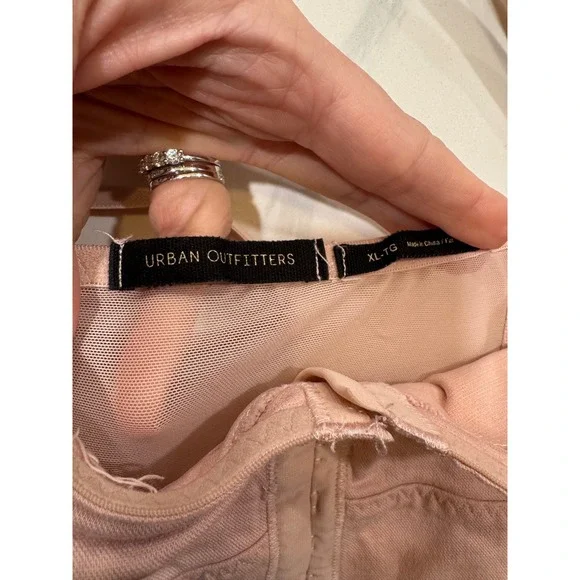 URBAN OUTFITTERS
XL-TG
Made in China /